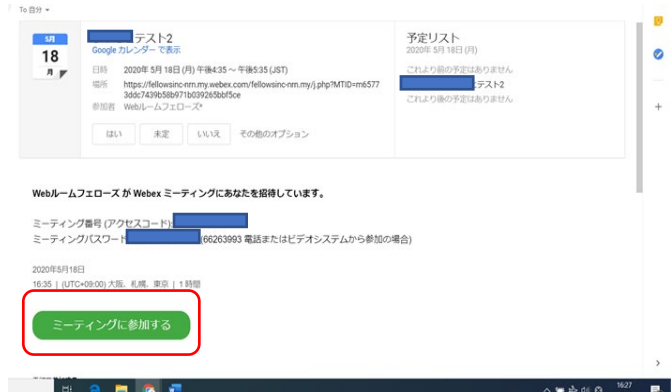 To 自分
5月
18
月
テスト2
Google カレンダー で表示
日時 2020年 5月 18日 (月) 午後4:35 ～ 午後5:35 (JST)
場所 https://fellowsinc-nrn.my.webex.com/fellowsinc-nrn.my/j.php?MTID=m6577
3ddc7439b58b971b039265bbf5ce
参加者 Webルームフェローズ*
はい 未定 いいえ その他のオプション
予定リスト
2020年 5月 18日 (月)
これより前の予定はありません
テスト2
これより後の予定はありません
Webルームフェローズ が Webex ミーティングにあなたを招待しています。
ミーティング番号 (アクセスコード):
ミーティングパスワード (66263993 電話またはビデオシステムから参加の場合)
2020年5月18日
16:35 | (UTC+09:00) 大阪、札幌、東京 | 1 時間
ミーティングに参加する
16:27